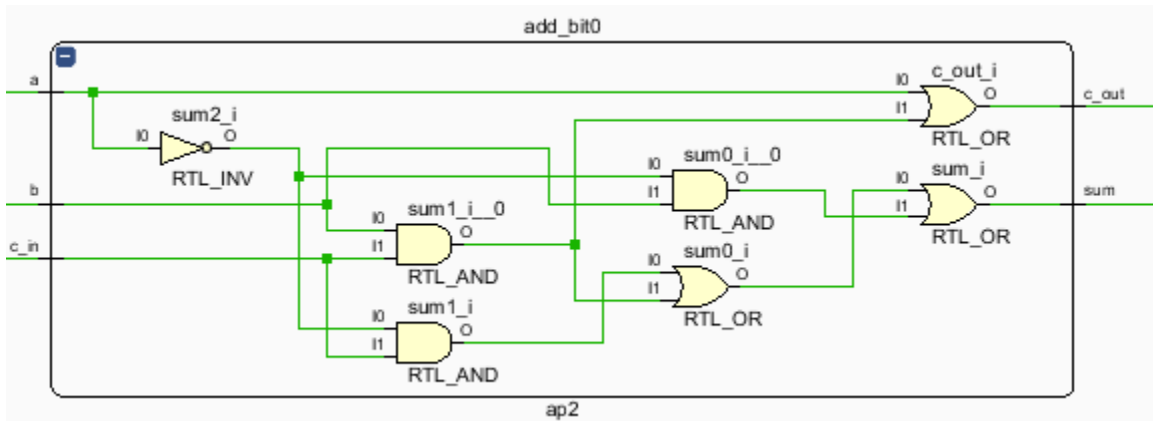 add_bit0
−
a
I0
c_out_i
O
c_out
I1
RTL_OR
sum2_i
I0
O
RTL_INV
b
sum0_i__0
I0
O
I1
RTL_AND
sum_i
I0
O
sum
I1
RTL_OR
c_in
sum1_i__0
I0
O
I1
RTL_AND
sum0_i
I0
O
I1
RTL_OR
sum1_i
I0
O
I1
RTL_AND
ap2